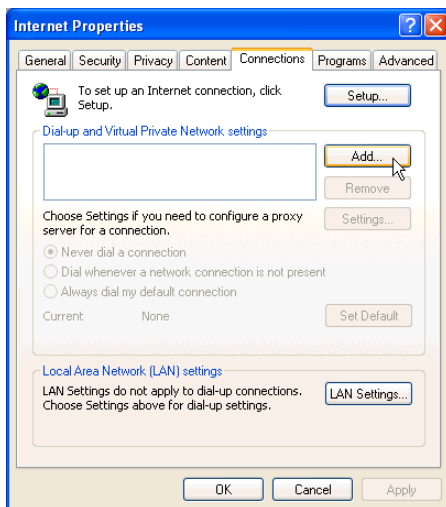 Internet Properties
General Security Privacy Content Connections Programs Advanced
To set up an Internet connection, click
Setup.
Setup...
Dial-up and Virtual Private Network settings
Add...
Remove
Choose Settings if you need to configure a proxy
server for a connection.
Settings...
Never dial a connection
Dial whenever a network connection is not present
Always dial my default connection
Current None
Set Default
Local Area Network (LAN) settings
LAN Settings do not apply to dial-up connections.
Choose Settings above for dial-up settings.
LAN Settings...
OK Cancel Apply